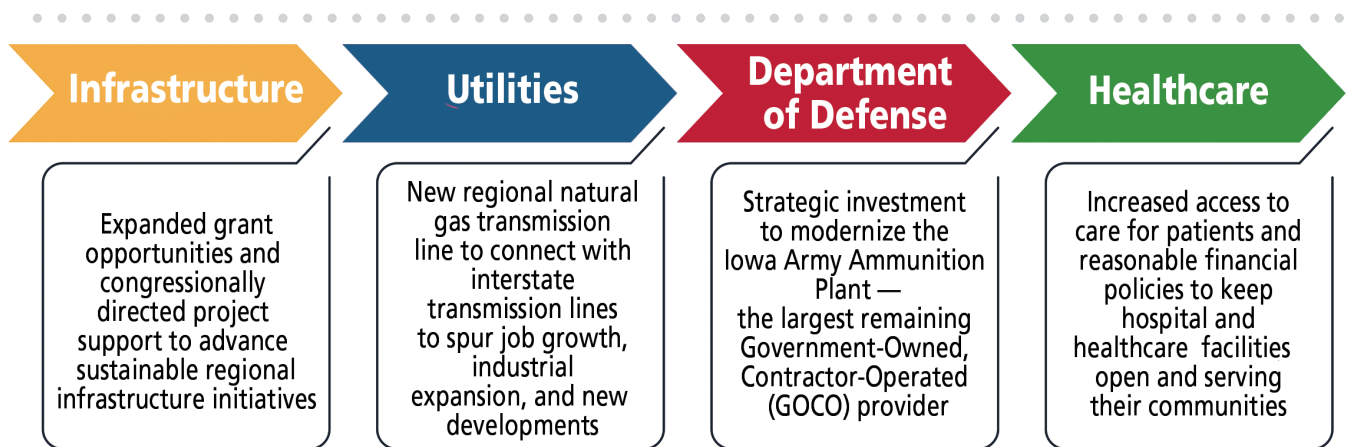 Infrastructure
Expanded grant
opportunities and
congressionally
directed project
support to advance
sustainable regional
infrastructure initiatives
Utilities
New regional natural
gas transmission
line to connect with
interstate
transmission lines
to spur job growth,
industrial
expansion, and new
developments
Department
of Defense
Strategic investment
to modernize the
Iowa Army Ammunition
Plant —
the largest remaining
Government-Owned,
Contractor-Operated
(GOCO) provider
Healthcare
Increased access to
care for patients and
reasonable financial
policies to keep
hospital and
healthcare  facilities
open and serving
their communities